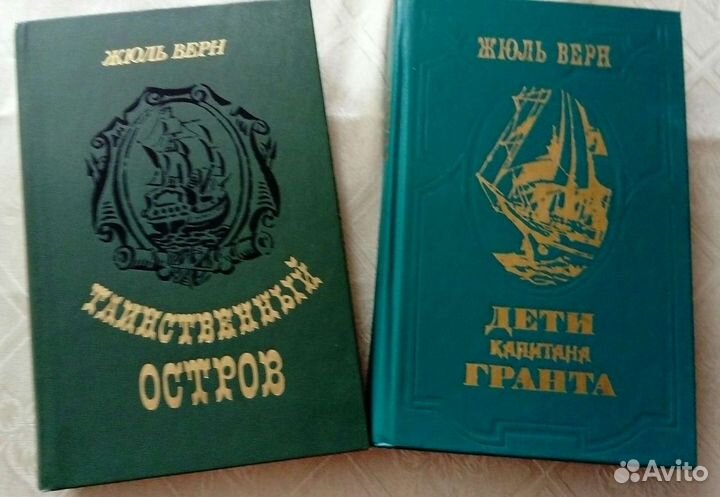 ЖЮЛЬ ВЕРН
ТАИНСТВЕННЫЙ
ОСТРОВ
ЖЮЛЬ ВЕРН
ДЕТИ
КАПИТАНА
ГРАНТА
Avito